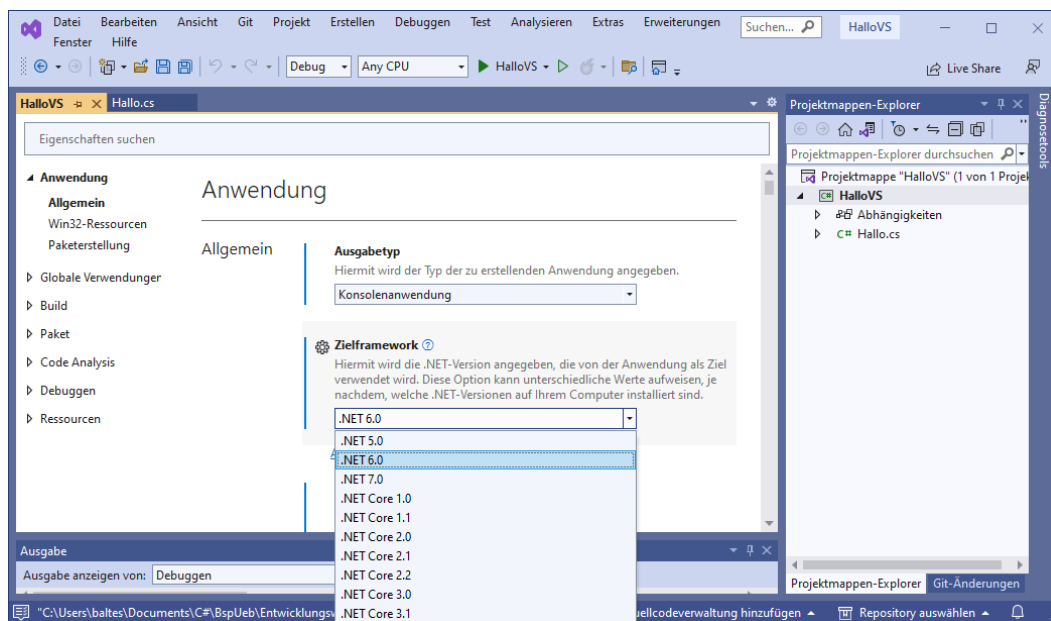 Datei Bearbeiten Ansicht Git Projekt Erstellen Debuggen Test Analysieren Extras Erweiterungen Suchen... HalloVS
Fenster Hilfe
Debug Any CPU HalloVS Live Share
HalloVS Hallo.cs
Eigenschaften suchen
Anwendung
Allgemein
Win32-Ressourcen
Paketerstellung
Globale Verwendunger
Build
Paket
Code Analysis
Debuggen
Ressourcen
Anwendung
Allgemein
Ausgabetyp
Hiermit wird der Typ der zu erstellenden Anwendung angegeben.
Konsolenanwendung
Zielframework
Hiermit wird die .NET-Version angegeben, die von der Anwendung als Ziel
verwendet wird. Diese Option kann unterschiedliche Werte aufweisen, je
nachdem, welche .NET-Versionen auf Ihrem Computer installiert sind.
.NET 6.0
.NET 5.0
.NET 6.0
.NET 7.0
.NET Core 1.0
.NET Core 1.1
.NET Core 2.0
.NET Core 2.1
.NET Core 2.2
.NET Core 3.0
.NET Core 3.1
Projektmappen-Explorer
Projektmappen-Explorer durchsuchen
Projektmappe "HalloVS" (1 von 1 Projek
C# HalloVS
Abhängigkeiten
C# Hallo.cs
Projektmappen-Explorer Git-Änderungen
Diagnosetools
Ausgabe
Ausgabe anzeigen von: Debuggen
"C:\Users\baltes\Documents\C#\BspUeb\Entwicklungsv ellcodeverwaltung hinzufügen Repository auswählen